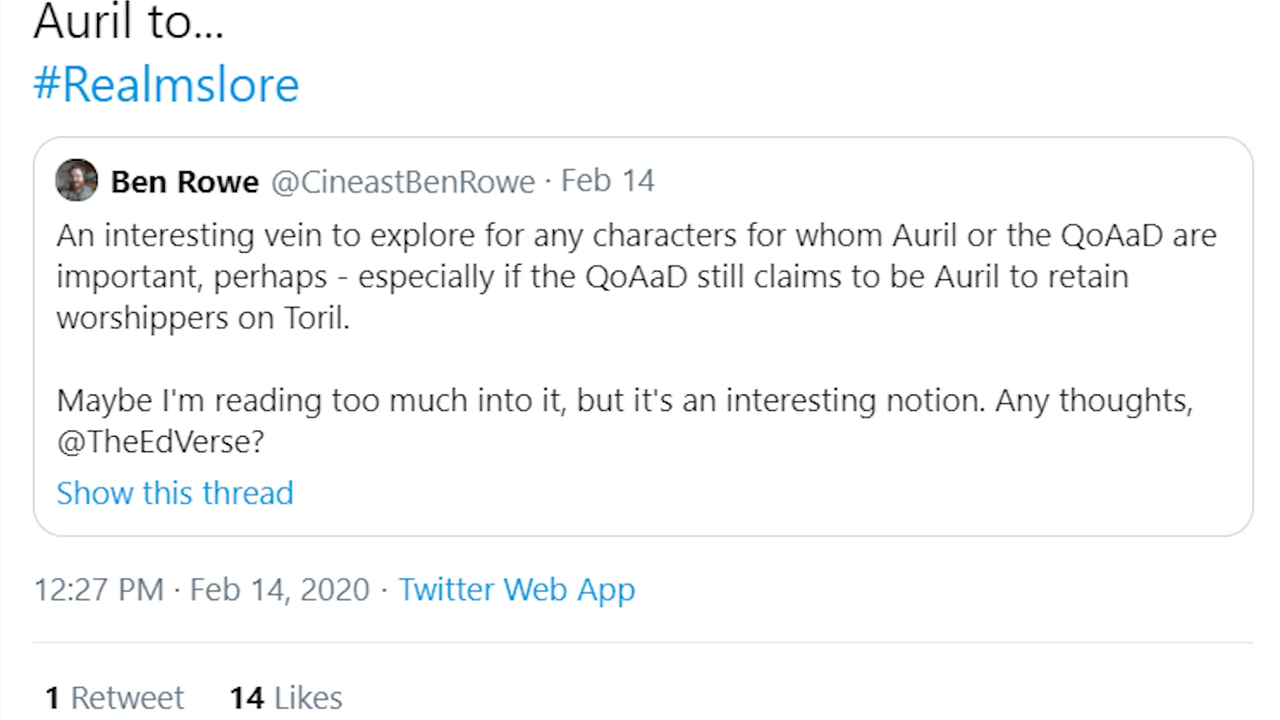 Auril to...
#Realmslore
Ben Rowe @CineastBenRowe · Feb 14
An interesting vein to explore for any characters for whom Auril or the QoAaD are
important, perhaps - especially if the QoAaD still claims to be Auril to retain
worshippers on Toril.
Maybe I'm reading too much into it, but it's an interesting notion. Any thoughts,
@TheEdVerse?
Show this thread
12:27 PM · Feb 14, 2020 · Twitter Web App
1 Retweet 14 Likes